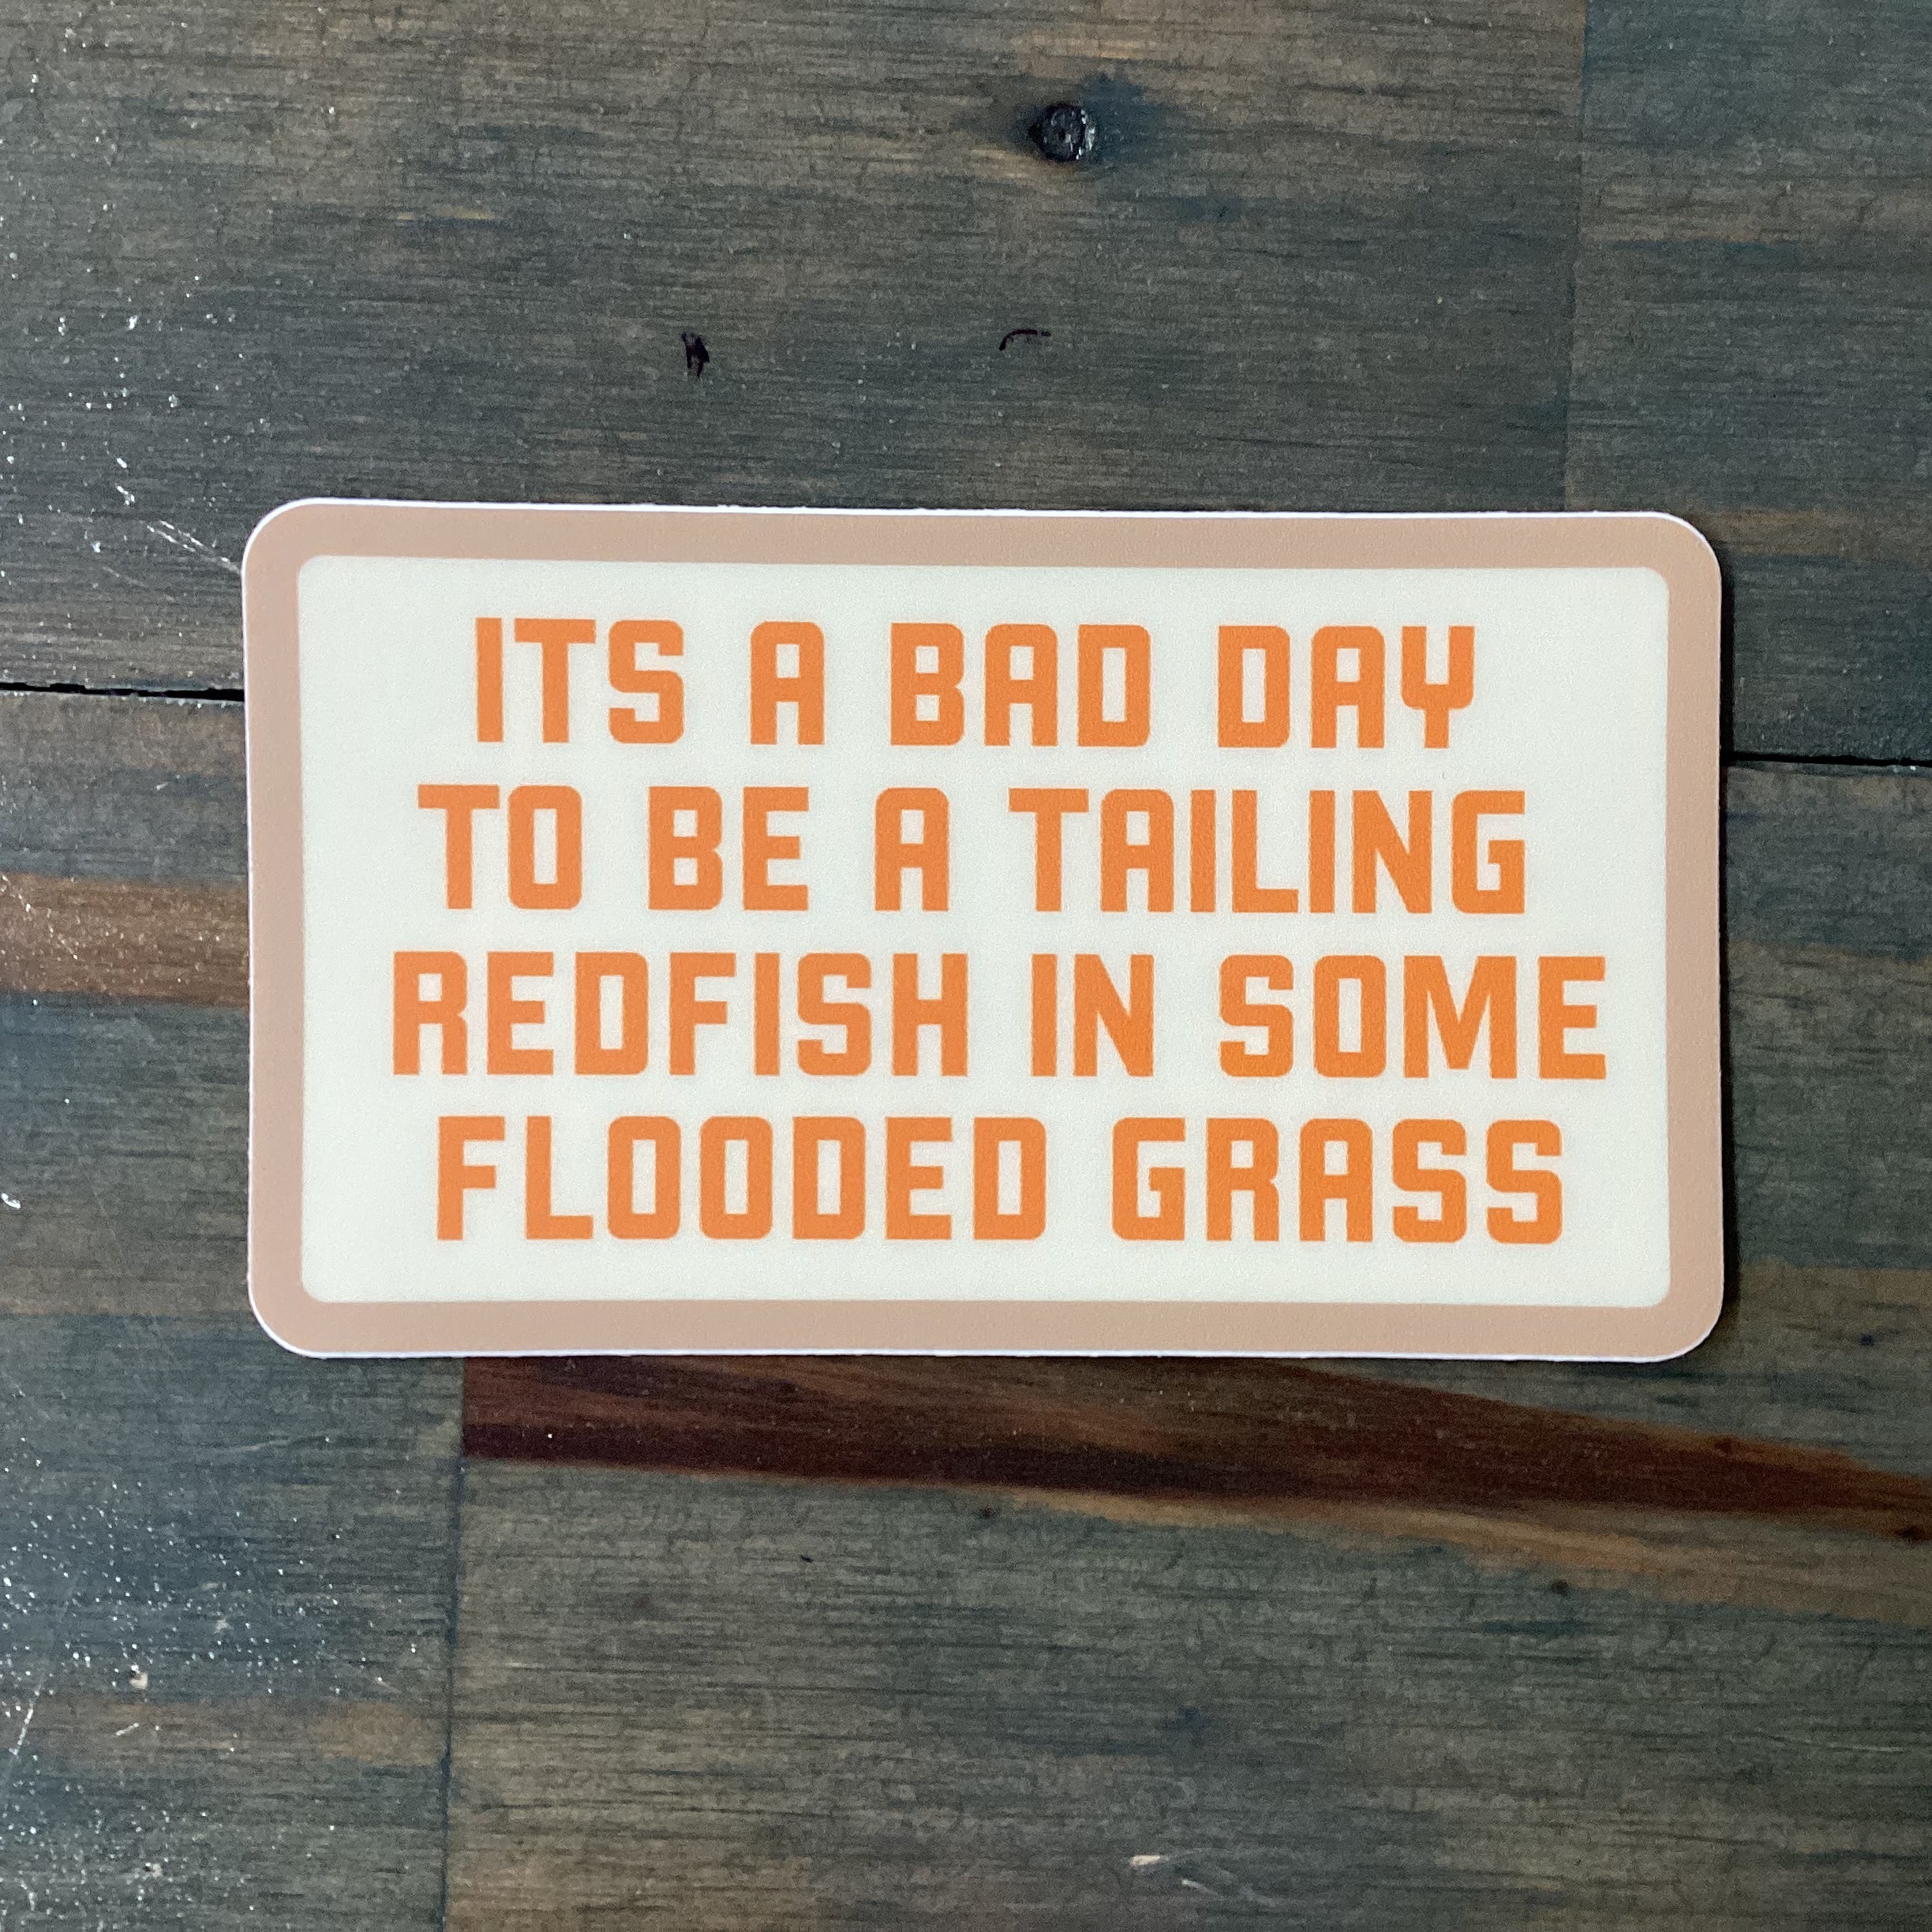 ITS A BAD DAY
TO BE A TAILING
REDFISH IN SOME
FLOODED GRASS